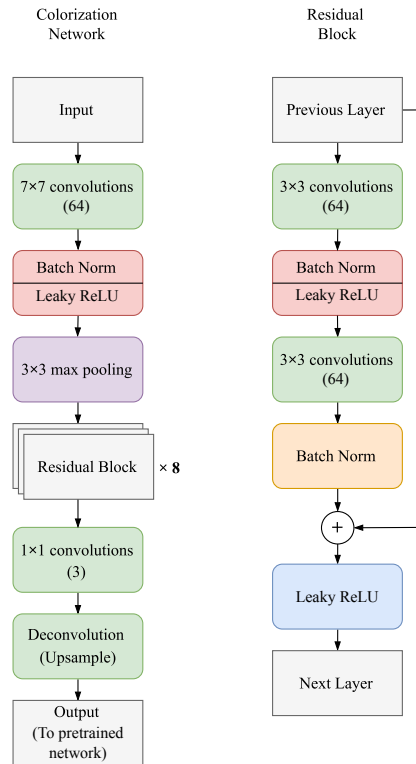 Colorization
Network
Input
7×7 convolutions
(64)
Batch Norm
Leaky ReLU
3×3 max pooling
Residual Block
× 8
1×1 convolutions
(3)
Deconvolution
(Upsample)
Output
(To pretrained
network)
Residual
Block
Previous Layer
3×3 convolutions
(64)
Batch Norm
Leaky ReLU
3×3 convolutions
(64)
Batch Norm
+
Leaky ReLU
Next Layer